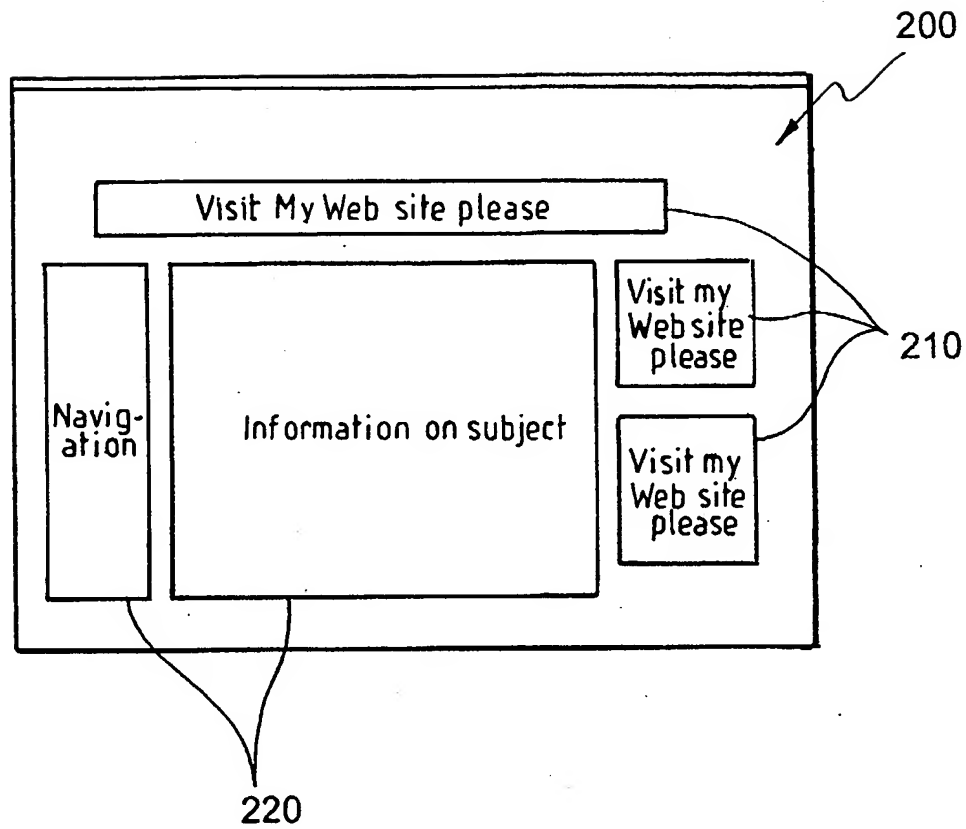 200
Visit My Web site please
Visit my
Web site
please
210
Navig-
ation
Information on subject
Visit my
Web site
please
220